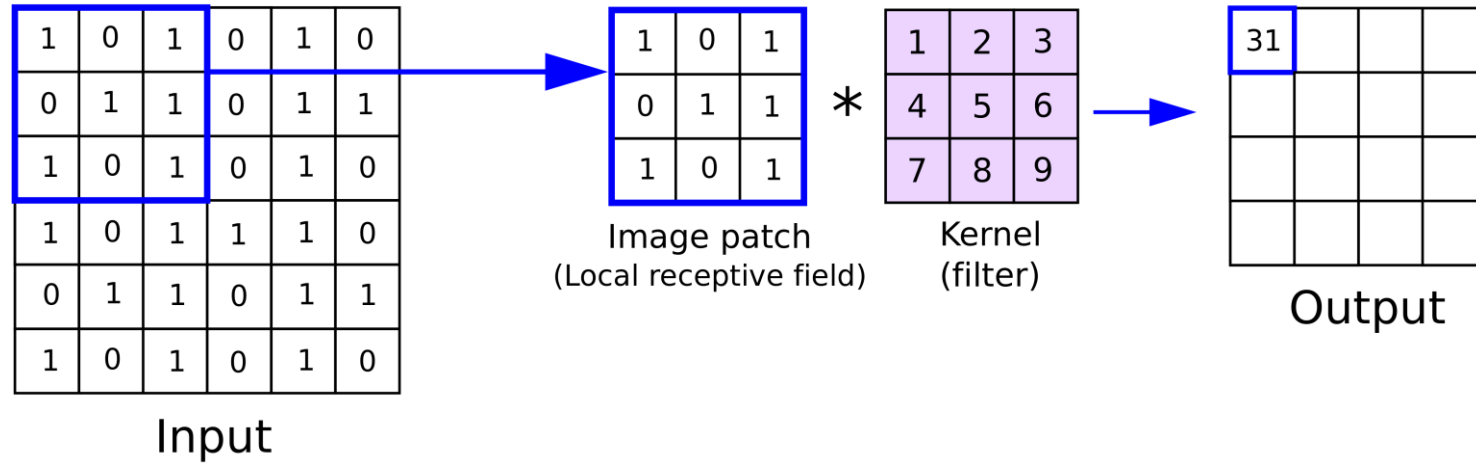 1 0 1 0 1 0
0 1 1 0 1 1
1 0 1 0 1 0
1 0 1 1 1 0
0 1 1 0 1 1
1 0 1 0 1 0
Input
1 0 1
0 1 1
1 0 1
Image patch
(Local receptive field)
*
1 2 3
4 5 6
7 8 9
Kernel
(filter)
31
Output